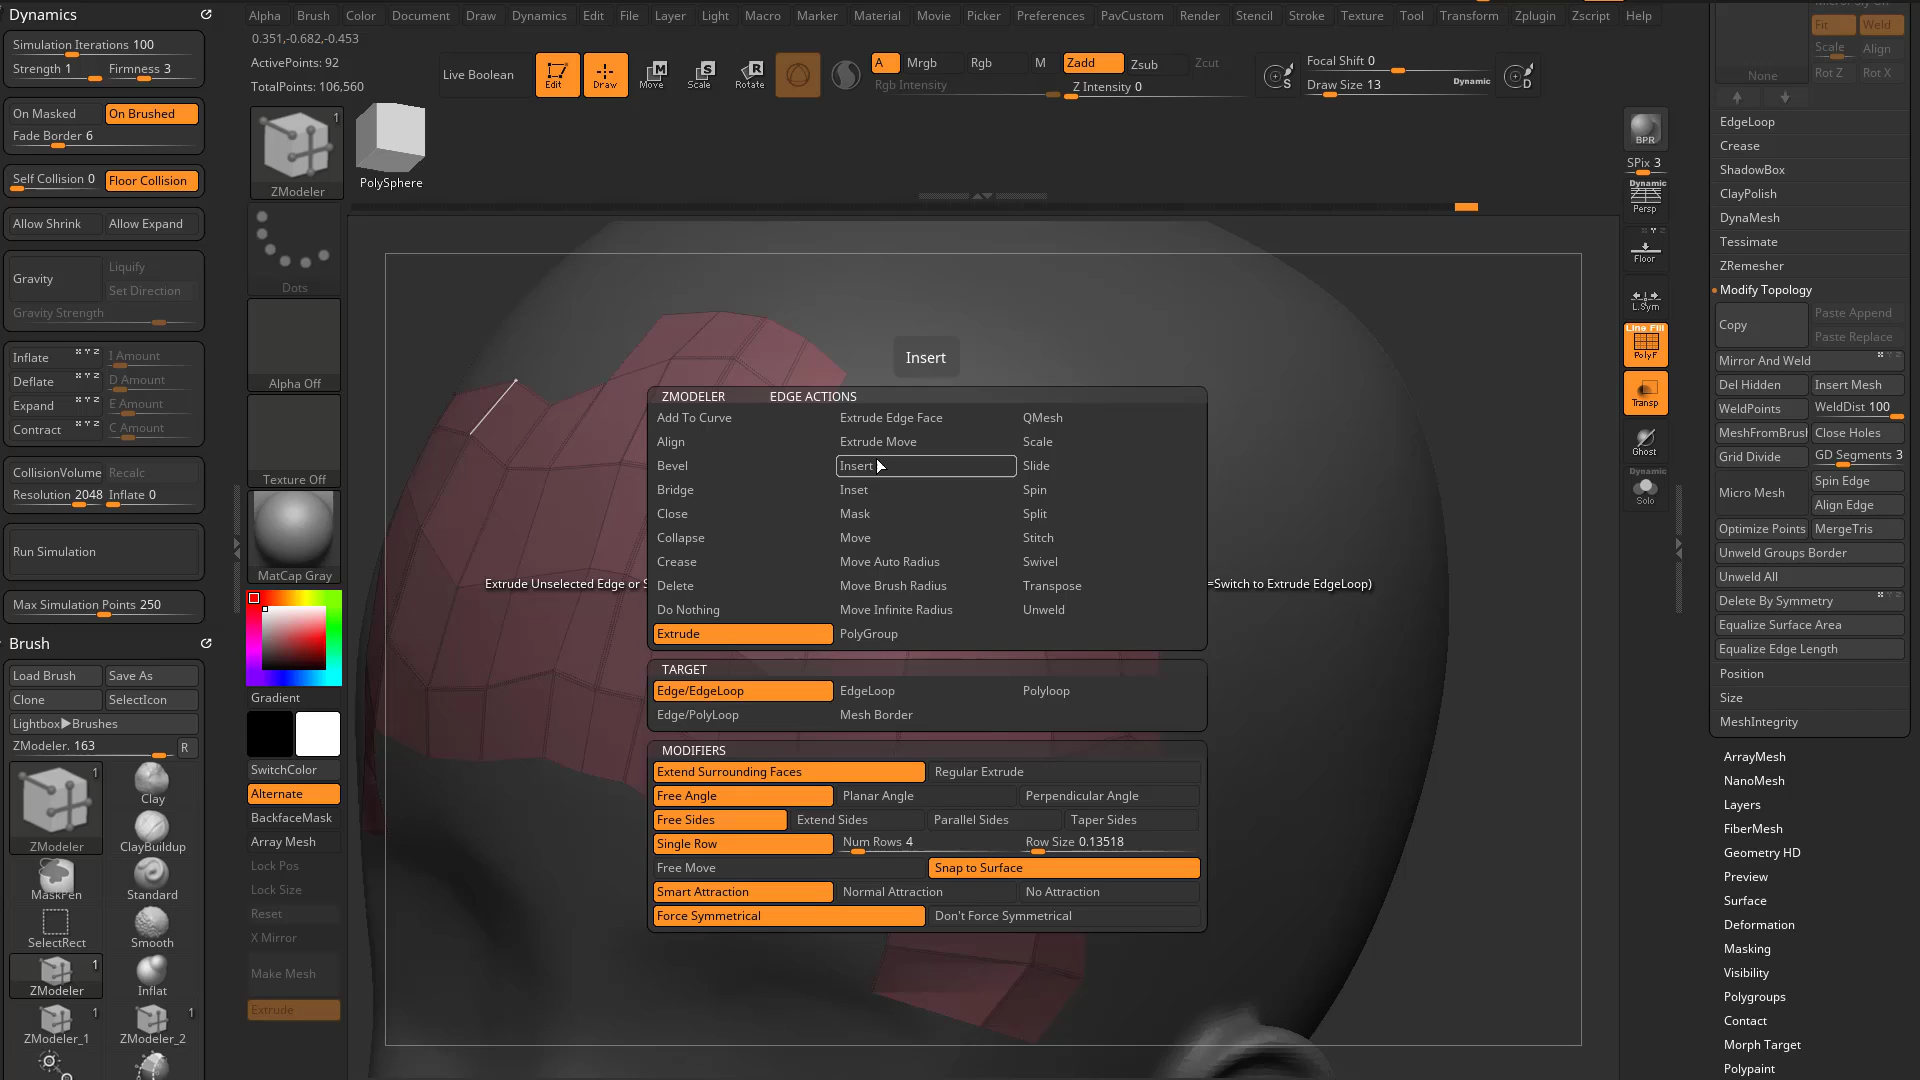 Dynamics
Simulation Iterations 100
Strength 1 Firmness 3
On Masked On Brushed
Fade Border 6
Self Collision 0 Floor Collision
Allow Shrink Allow Expand
Gravity Liquify
Set Direction
Gravity Strength
Inflate I Amount
Deflate D Amount
Expand E Amount
Contract C Amount
CollisionVolume Recalc
Resolution 2048 Inflate 0
Run Simulation
Max Simulation Points 250
Brush
Load Brush Save As
Clone SelectIcon
Lightbox▶Brushes
ZModeler. 163 R
1
ZModeler
Clay
ClayBuildup
MaskPen Standard
SelectRect Smooth
1
ZModeler Inflat
1 1
ZModeler_1 ZModeler_2
Alpha Brush Color Document Draw Dynamics Edit File Layer Light Macro Marker Material Movie Picker Preferences PavCustom Render Stencil Stroke Texture Tool Transform Zplugin Zscript Help
0.351,-0.682,-0.453
ActivePoints: 92
TotalPoints: 106,560
Live Boolean
Edit Draw Move Scale Rotate
A Mrgb Rgb M Zadd Zsub Zcut
Rgb Intensity Z Intensity 0
S
Focal Shift 0
Draw Size 13 Dynamic
D
1
ZModeler
PolySphere
Dots
Alpha Off
Texture Off
MatCap Gray
Gradient
SwitchColor
Alternate
BackfaceMask
Array Mesh
Lock Pos
Lock Size
Reset
X Mirror
Make Mesh
Extrude
Insert
ZMODELER EDGE ACTIONS
Add To Curve Extrude Edge Face QMesh
Align Extrude Move Scale
Bevel Insert Slide
Bridge Inset Spin
Close Mask Split
Collapse Move Stitch
Crease Move Auto Radius Swivel
Delete Move Brush Radius Transpose
Do Nothing Move Infinite Radius Unweld
Extrude PolyGroup
Extrude Unselected Edge or S
=Switch to Extrude EdgeLoop)
TARGET
Edge/EdgeLoop EdgeLoop Polyloop
Edge/PolyLoop Mesh Border
MODIFIERS
Extend Surrounding Faces Regular Extrude
Free Angle Planar Angle Perpendicular Angle
Free Sides Extend Sides Parallel Sides Taper Sides
Single Row Num Rows 4 Row Size 0.13518
Free Move Snap to Surface
Smart Attraction Normal Attraction No Attraction
Force Symmetrical Don't Force Symmetrical
BPR
SPix 3
Dynamic
Persp
Floor
L.Sym
Line Fill
PolyF
Transp
Ghost
Dynamic
Solo
None
Fit Weld
Scale Align
Rot Z Rot X
EdgeLoop
Crease
ShadowBox
ClayPolish
DynaMesh
Tessimate
ZRemesher
Modify Topology
Copy Paste Append
Paste Replace
Mirror And Weld
Del Hidden Insert Mesh
WeldPoints WeldDist 100
MeshFromBrus Close Holes
Grid Divide GD Segments 3
Micro Mesh Spin Edge
Align Edge
Optimize Points MergeTris
Unweld Groups Border
Unweld All
Delete By Symmetry
Equalize Surface Area
Equalize Edge Length
Position
Size
MeshIntegrity
ArrayMesh
NanoMesh
Layers
FiberMesh
Geometry HD
Preview
Surface
Deformation
Masking
Visibility
Polygroups
Contact
Morph Target
Polypaint